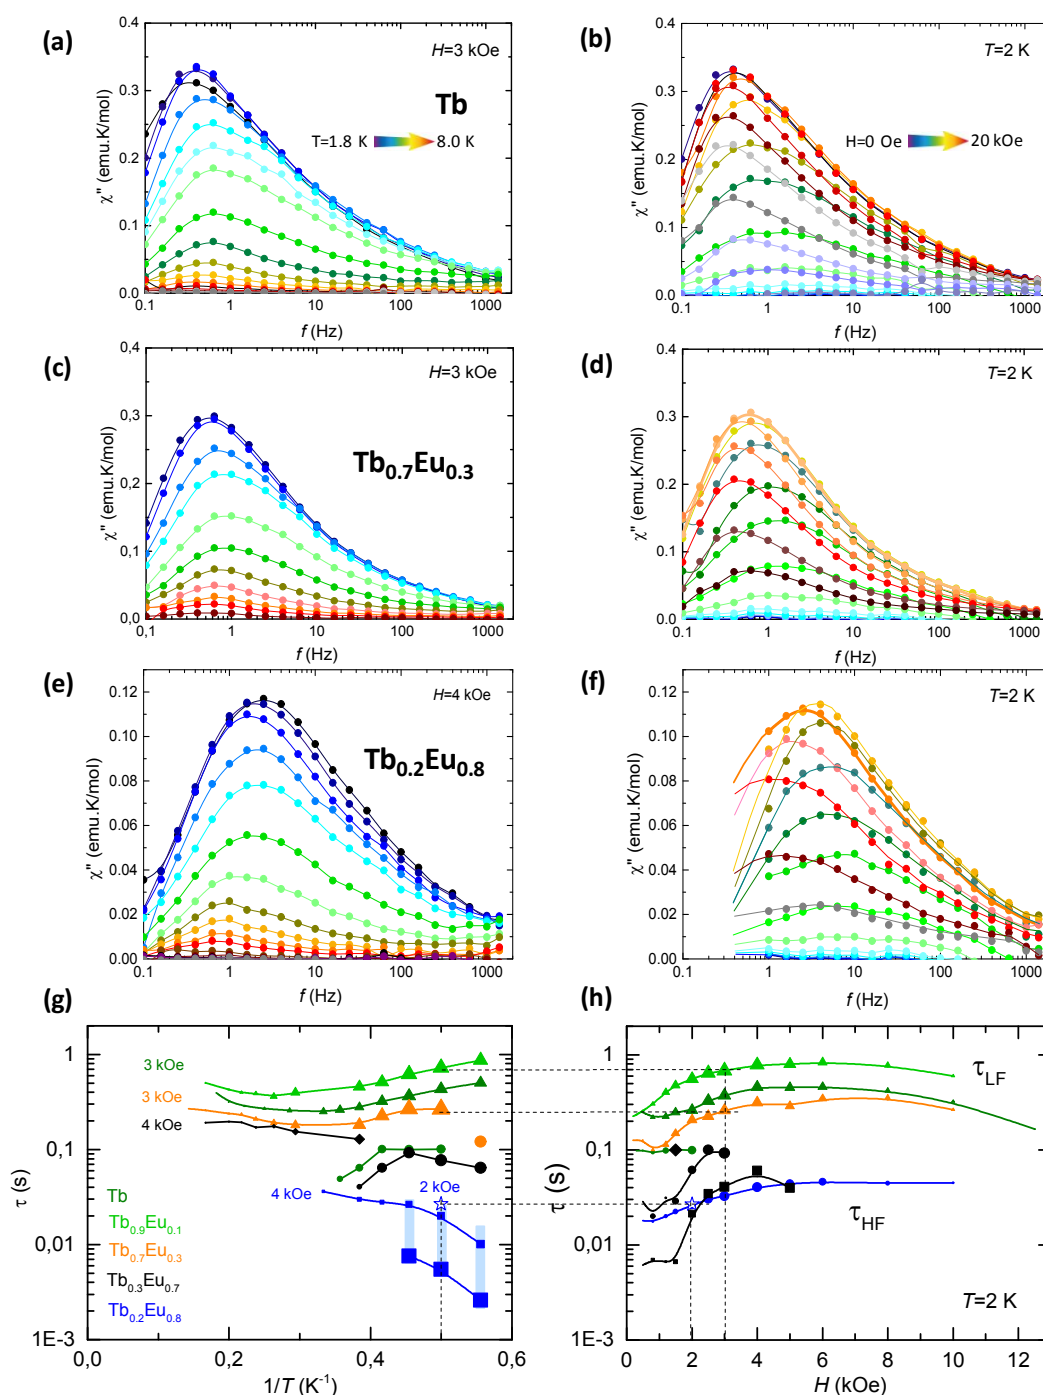 (a)
H=3 kOe
Tb
T=1.8 K
8.0 K
0.4
0.3
0.2
0.1
0.0
χ'' (emu.K/mol)
0.1 1 10 100 1000
f (Hz)
(b)
T=2 K
H=0 Oe
20 kOe
0.4
0.3
0.2
0.1
0.0
χ'' (emu.K/mol)
0.1 1 10 100 1000
f (Hz)
(c)
H=3 kOe
Tb0.7Eu0.3
0.4
0.3
0.2
0.1
0.0
χ'' (emu.K/mol)
0,1 1 10 100 1000
f (Hz)
(d)
T=2 K
0.4
0.3
0.2
0.1
0.0
χ'' (emu.K/mol)
0.1 1 10 100 1000
f (Hz)
(e)
H=4 kOe
Tb0.2Eu0.8
0.12
0.10
0.08
0.06
0.04
0.02
0.00
χ'' (emu.K/mol)
0.1 1 10 100 1000
f (Hz)
(f)
T=2 K
0.12
0.10
0.08
0.06
0.04
0.02
0.00
χ'' (emu.K/mol)
0.1 1 10 100 1000
f (Hz)
(g)
3 kOe
3 kOe
4 kOe
4 kOe
2 kOe
Tb
Tb0.9Eu0.1
Tb0.7Eu0.3
Tb0.3Eu0.7
Tb0.2Eu0.8
1
0,1
0,01
1E-3
τ (s)
0,0 0,2 0,4 0,6
1/T (K-1)
(h)
τLF
τHF
T=2 K
1
0,1
0,01
1E-3
τ (s)
0 2 4 6 8 10 12
H (kOe)